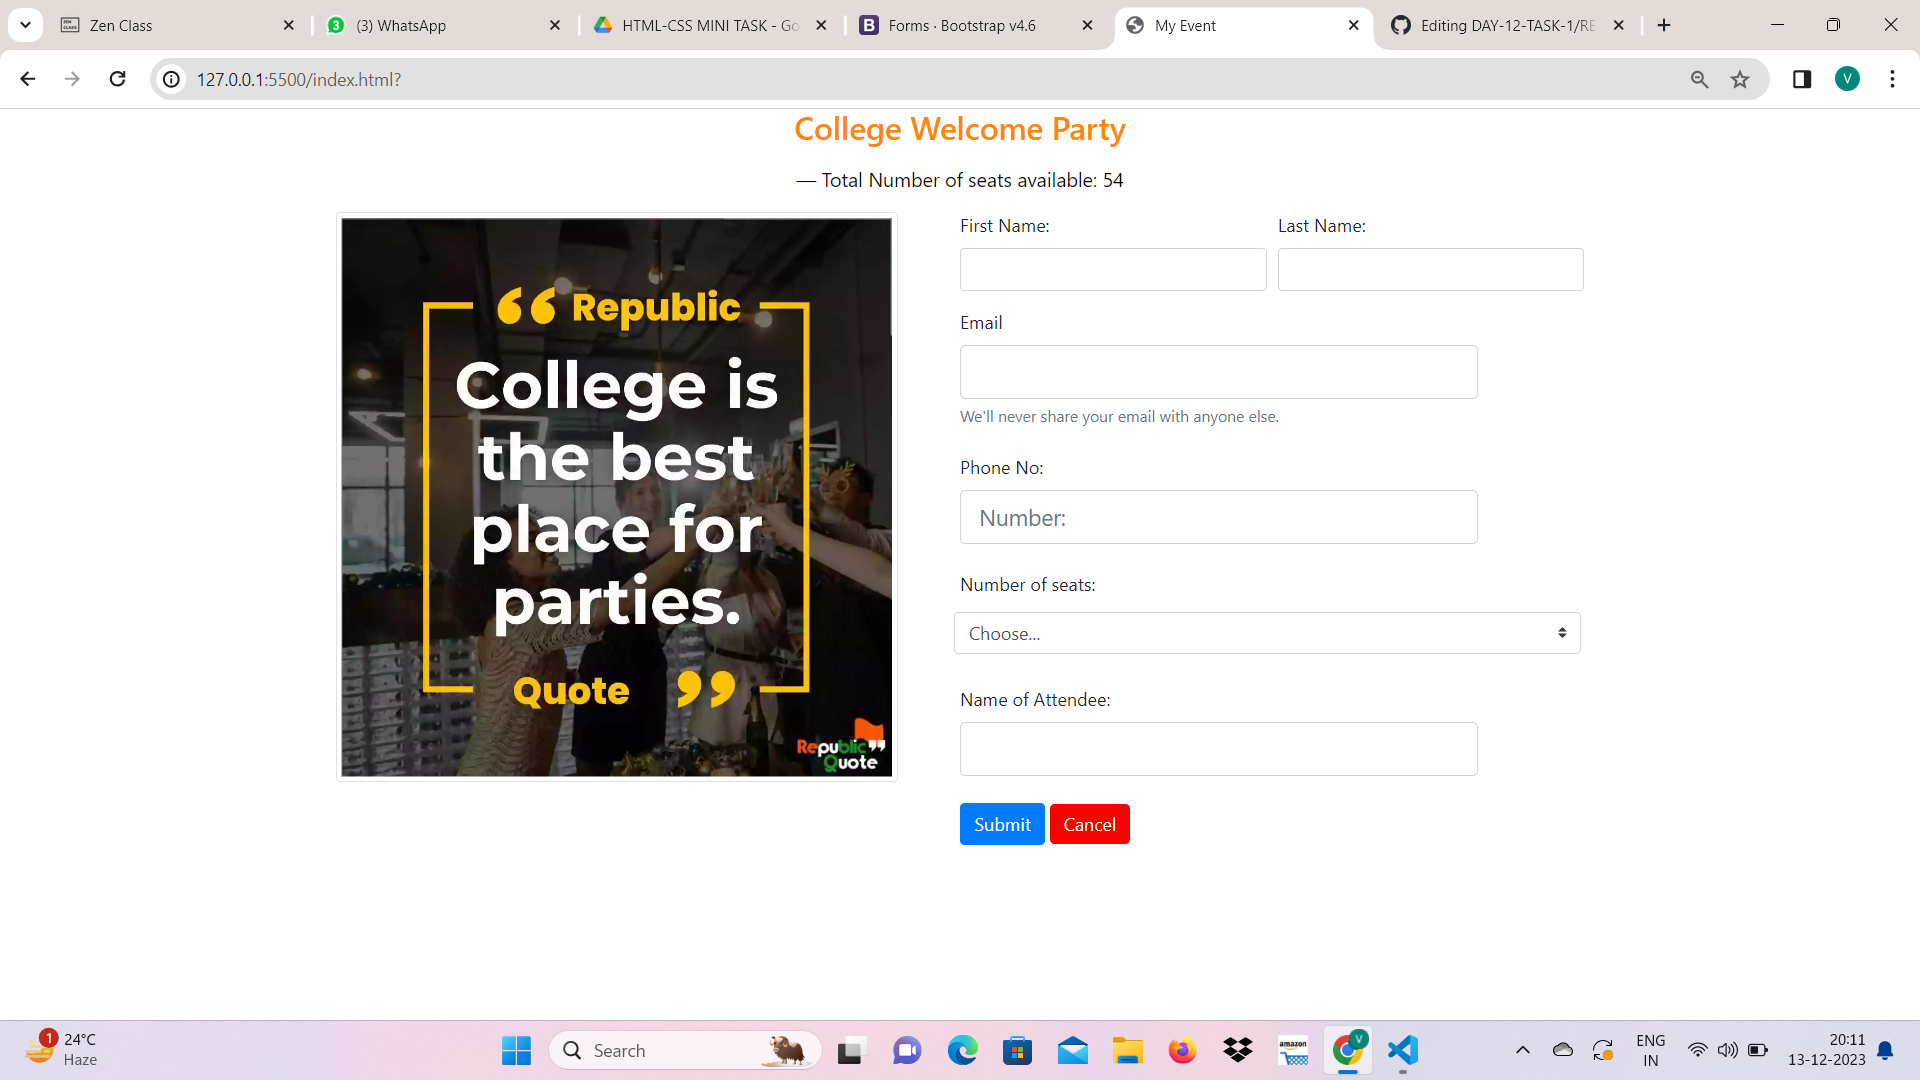 Zen Class
(3) WhatsApp
HTML-CSS MINI TASK - Go
Forms · Bootstrap v4.6
My Event
Editing DAY-12-TASK-1/RE
127.0.0.1:5500/index.html?
V
College Welcome Party
— Total Number of seats available: 54
First Name:
Last Name:
Email
We'll never share your email with anyone else.
Phone No:
Number:
Number of seats:
Choose...
Name of Attendee:
Submit
Cancel
“ Republic
College is
the best
place for
parties.
Quote ”
Republic
Quote
1
24°C
Haze
Search
amazon
V
ENG
IN
20:11
13-12-2023